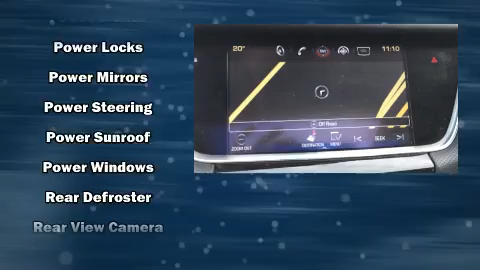 Power Locks
Power Mirrors
Power Steering
Power Sunroof
Power Windows
Rear Defroster
Rear View Camera
20° 11:10
Off Road
ZOOM OUT DESTINATION MENU SEEK